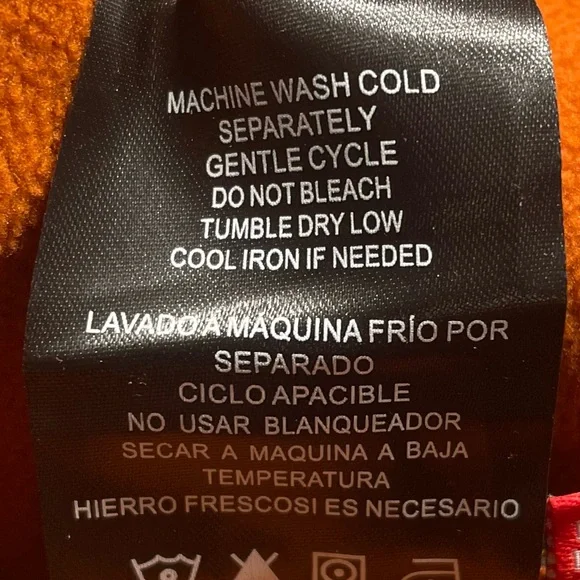 MACHINE WASH COLD
SEPARATELY
GENTLE CYCLE
DO NOT BLEACH
TUMBLE DRY LOW
COOL IRON IF NEEDED
LAVADO A MAQUINA FRÍO POR
SEPARADO
CICLO APACIBLE
NO USAR BLANQUEADOR
SECAR A MAQUINA A BAJA
TEMPERATURA
HIERRO FRESCOSI ES NECESARIO